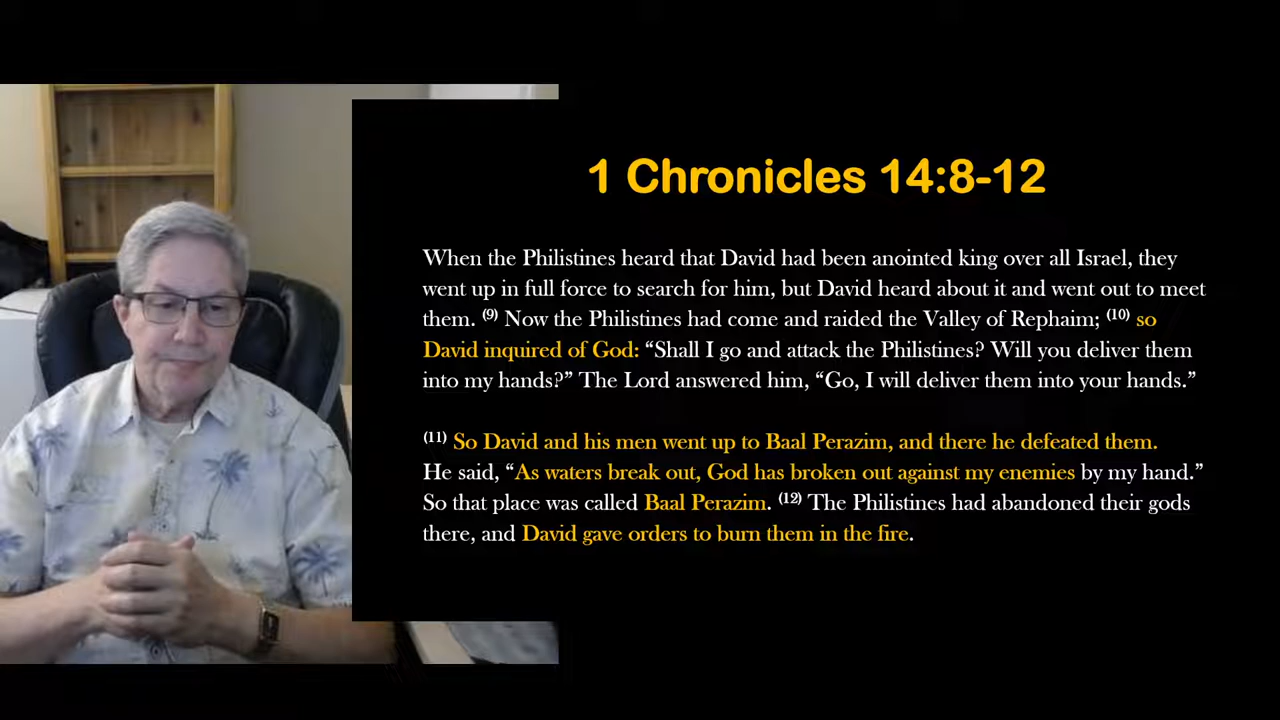 1 Chronicles 14:8-12
When the Philistines heard that David had been anointed king over all Israel, they
went up in full force to search for him, but David heard about it and went out to meet
them. (9) Now the Philistines had come and raided the Valley of Rephaim; (10) so
David inquired of God: “Shall I go and attack the Philistines? Will you deliver them
into my hands?” The Lord answered him, “Go, I will deliver them into your hands.”
(11) So David and his men went up to Baal Perazim, and there he defeated them.
He said, “As waters break out, God has broken out against my enemies by my hand.”
So that place was called Baal Perazim. (12) The Philistines had abandoned their gods
there, and David gave orders to burn them in the fire.